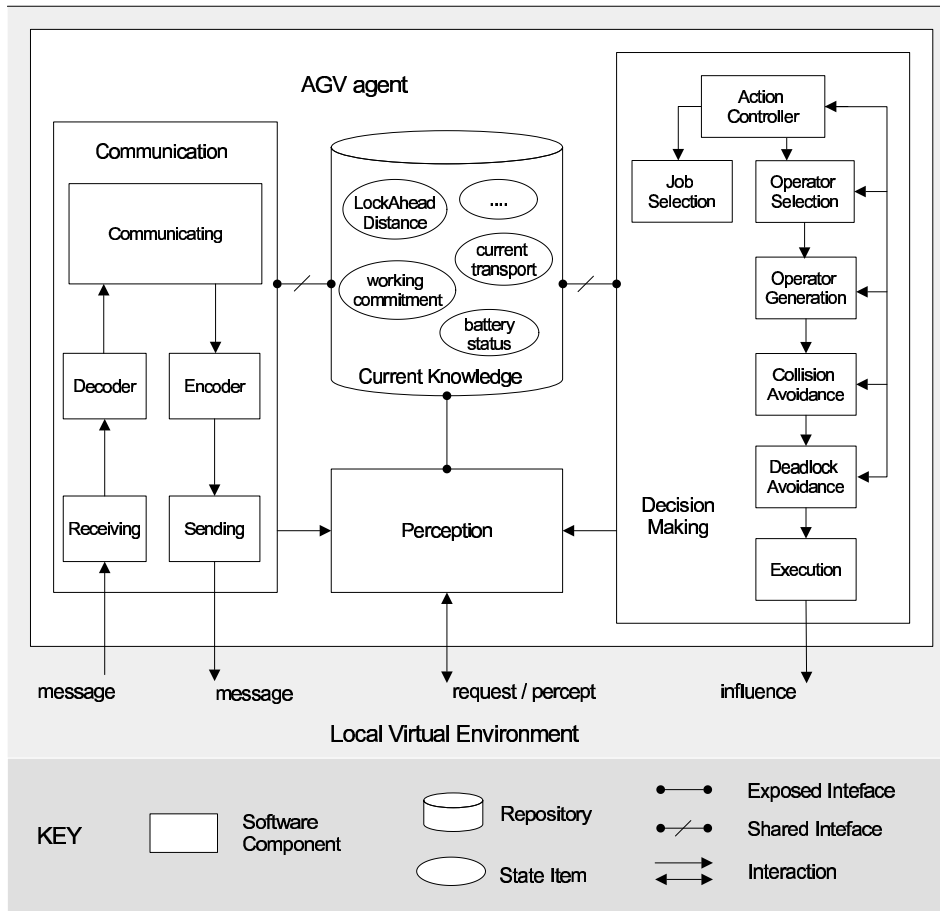 AGV agent
Communication
Communicating
Decoder
Encoder
Receiving
Sending
LockAhead
Distance
....
current
transport
working
commitment
battery
status
Current Knowledge
Perception
Action
Controller
Job
Selection
Operator
Selection
Operator
Generation
Collision
Avoidance
Deadlock
Avoidance
Decision
Making
Execution
message
message
request / percept
influence
Local Virtual Environment
KEY
Software
Component
Repository
State Item
Exposed Inteface
Shared Inteface
Interaction